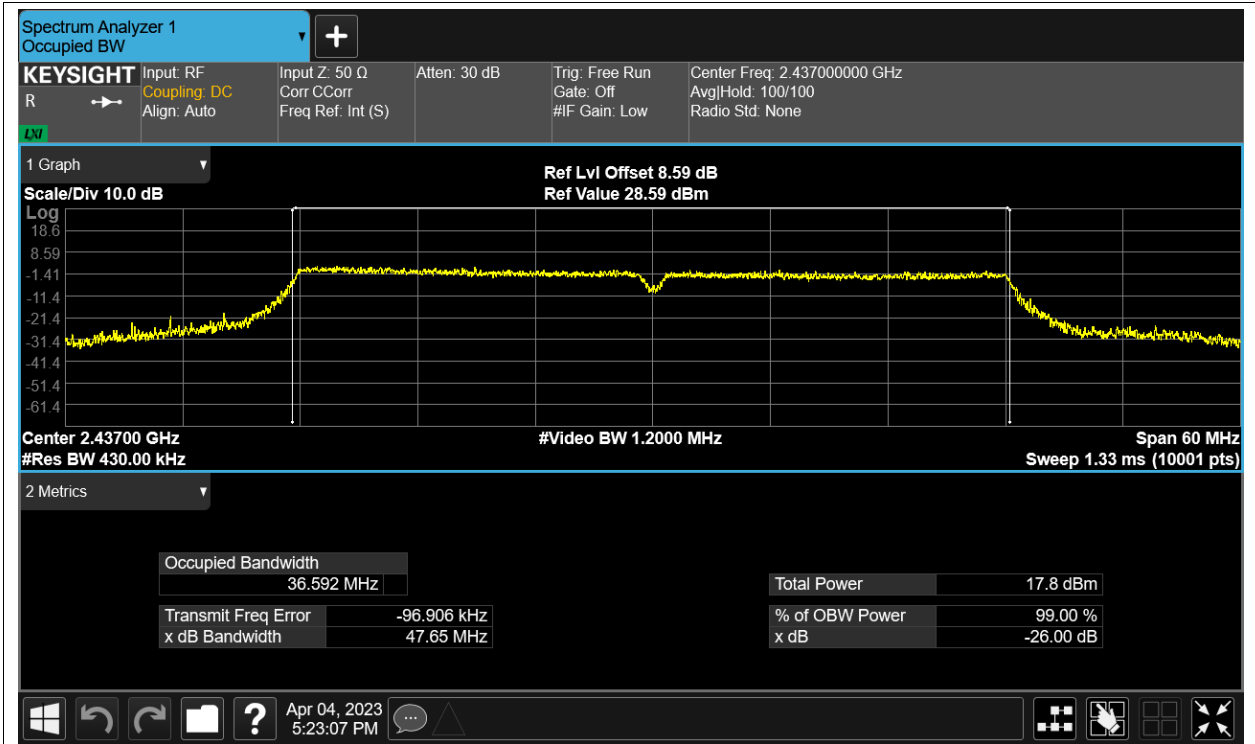 Spectrum Analyzer 1
Occupied BW
KEYSIGHT
R
LXI
Input: RF
Coupling: DC
Align: Auto
Input Z: 50 Ω
Corr CCorr
Freq Ref: Int (S)
Atten: 30 dB
Trig: Free Run
Gate: Off
#IF Gain: Low
Center Freq: 2.437000000 GHz
Avg|Hold: 100/100
Radio Std: None
1 Graph
Scale/Div 10.0 dB
Ref Lvl Offset 8.59 dB
Ref Value 28.59 dBm
Log
18.6
8.59
-1.41
-11.4
-21.4
-31.4
-41.4
-51.4
-61.4
Center 2.43700 GHz
#Video BW 1.2000 MHz
Span 60 MHz
#Res BW 430.00 kHz
Sweep 1.33 ms (10001 pts)
2 Metrics
Occupied Bandwidth
36.592 MHz
Total Power 17.8 dBm
Transmit Freq Error -96.906 kHz
% of OBW Power 99.00 %
x dB Bandwidth 47.65 MHz
x dB -26.00 dB
?
Apr 04, 2023
5:23:07 PM